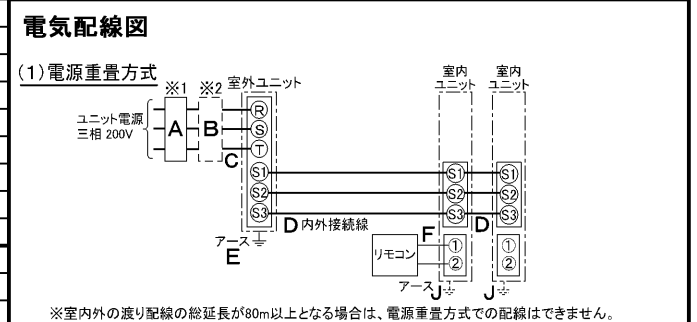 電気配線図
(1)電源重畳方式
※1 ※2 室外ユニット
室内
ユニット
室内
ユニット
ユニット電源
三相 200V
A
B
C
R
S
T
S1
S2
S3
S1
S2
S3
S1
S2
S3
D 内外接続線
D
アース
E
リモコン
F
①
②
①
②
アース J
J
※室内外の渡り配線の総延長が80m以上となる場合は、電源重畳方式での配線はできません。